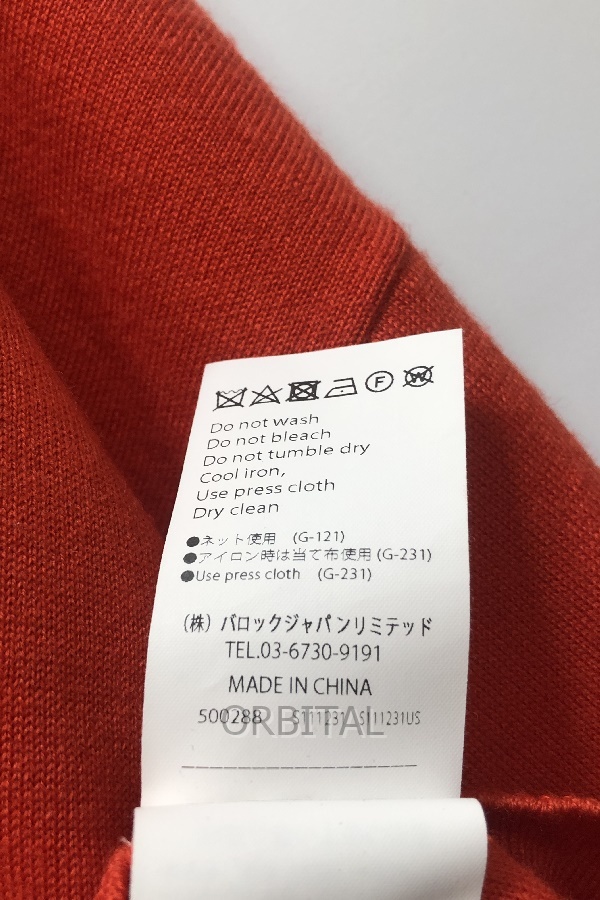 F W
Do not wash
Do not bleach
Do not tumble dry
Cool iron,
Use press cloth
Dry clean
●ネット使用 (G-121)
●アイロン時は当て布使用 (G-231)
●Use press cloth (G-231)
(株) バロックジャパンリミテッド
TEL.03-6730-9191
MADE IN CHINA
500288 S111231 S111231US
ORBITAL